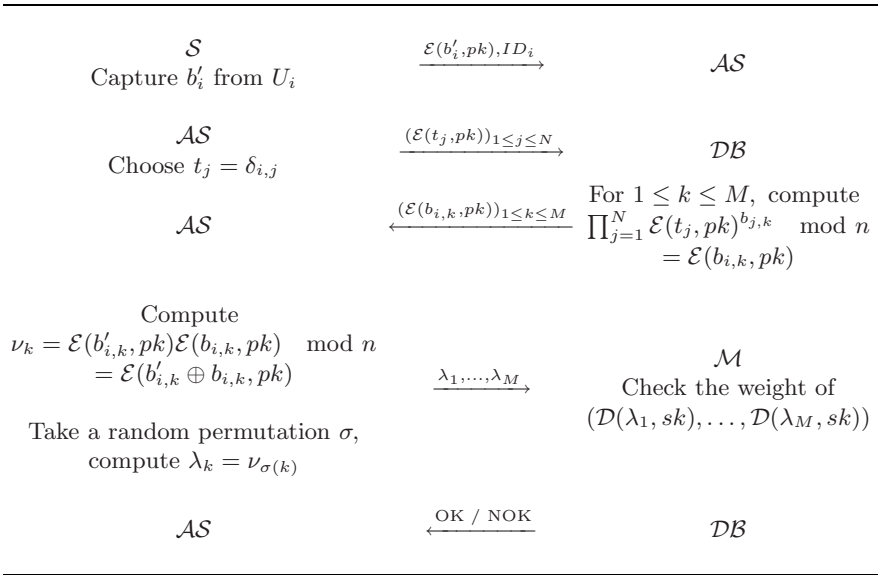 𝒮 ℰ(b′ᵢ,pk),IDᵢ 𝒜𝒮
Capture b′ᵢ from Uᵢ
𝒜𝒮 (ℰ(tⱼ,pk))₁≤ⱼ≤N 𝒟ℬ
Choose tⱼ = δᵢ,ⱼ
For 1 ≤ k ≤ M, compute
𝒜𝒮 (ℰ(bᵢ,ₖ,pk))₁≤ₖ≤M ∏ⱼ₌₁ᴺ ℰ(tⱼ, pk)^{b_{j,k}} mod n
= ℰ(bᵢ,ₖ, pk)
Compute
νₖ = ℰ(b′ᵢ,ₖ, pk)ℰ(bᵢ,ₖ, pk) mod n
= ℰ(b′ᵢ,ₖ ⊕ bᵢ,ₖ, pk)
λ₁,...,λ_M
ℳ
Check the weight of
(𝒟(λ₁, sk), . . . , 𝒟(λ_M, sk))
Take a random permutation σ,
compute λₖ = ν_{σ(k)}
𝒜𝒮 OK / NOK 𝒟ℬ